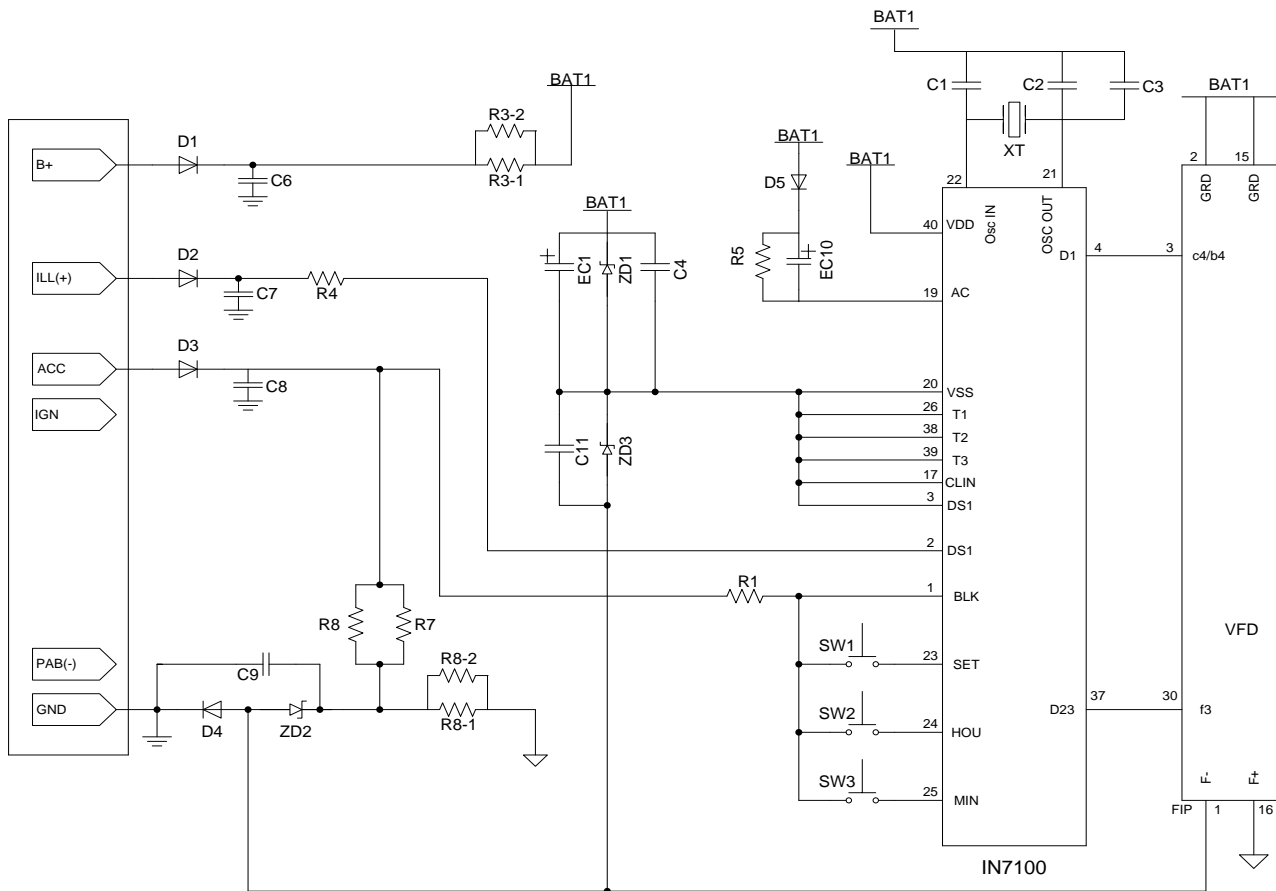 BAT1
C1
C2
C3
XT
BAT1
BAT1
D1
R3-2
R3-1
BAT1
B+
C6
BAT1
D5
BAT1
2
15
GRD
GRD
22
21
Osc IN
OSC OUT
40
VDD
D1
4
3
c4/b4
D2
ILL(+)
C7
R4
EC1
ZD1
C4
R5
EC10
19
AC
D3
ACC
C8
IGN
20
VSS
26
T1
38
T2
39
T3
17
CLIN
3
DS1
C11
ZD3
2
DS1
R1
1
BLK
R8
R7
VFD
PAB(-)
C9
R8-2
SW1
23
SET
GND
D4
ZD2
R8-1
SW2
24
HOU
D23
37
30
f3
SW3
25
MIN
F-
F+
FIP
1
16
IN7100